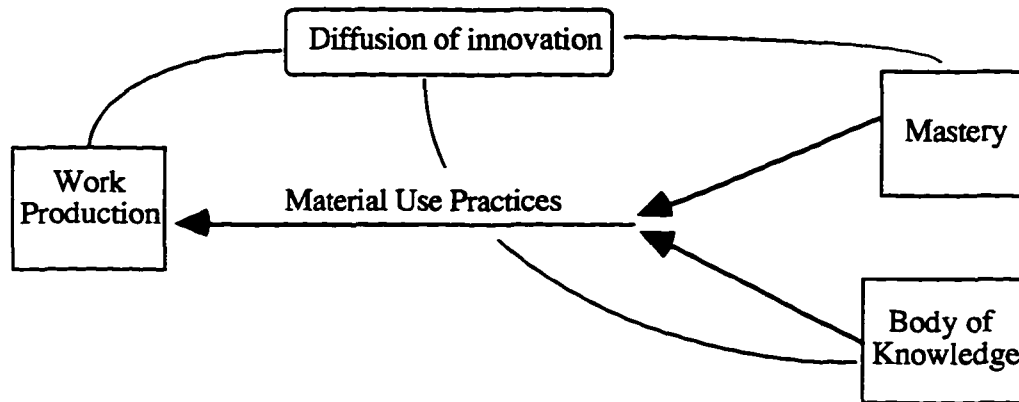 Diffusion of innovation
Mastery
Work
Production
Material Use Practices
Body of
Knowledge